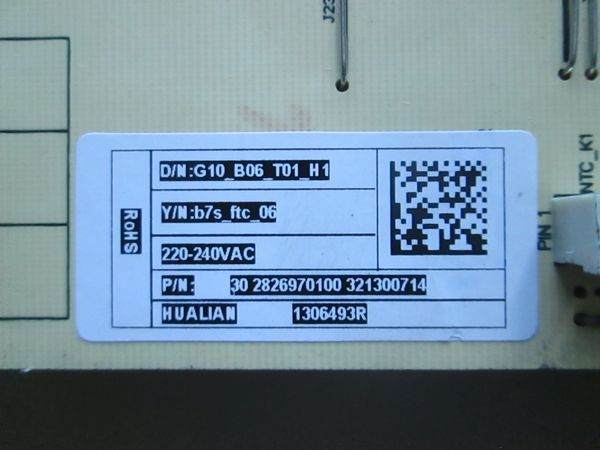 J23
D/N:G10_B06_T01_H1
Y/N:b7s_ftc_06
220-240VAC
RoHS
P/N: 30 2826970100 321300714
HUALIAN 1306493R
NTC_K1
PIN 1